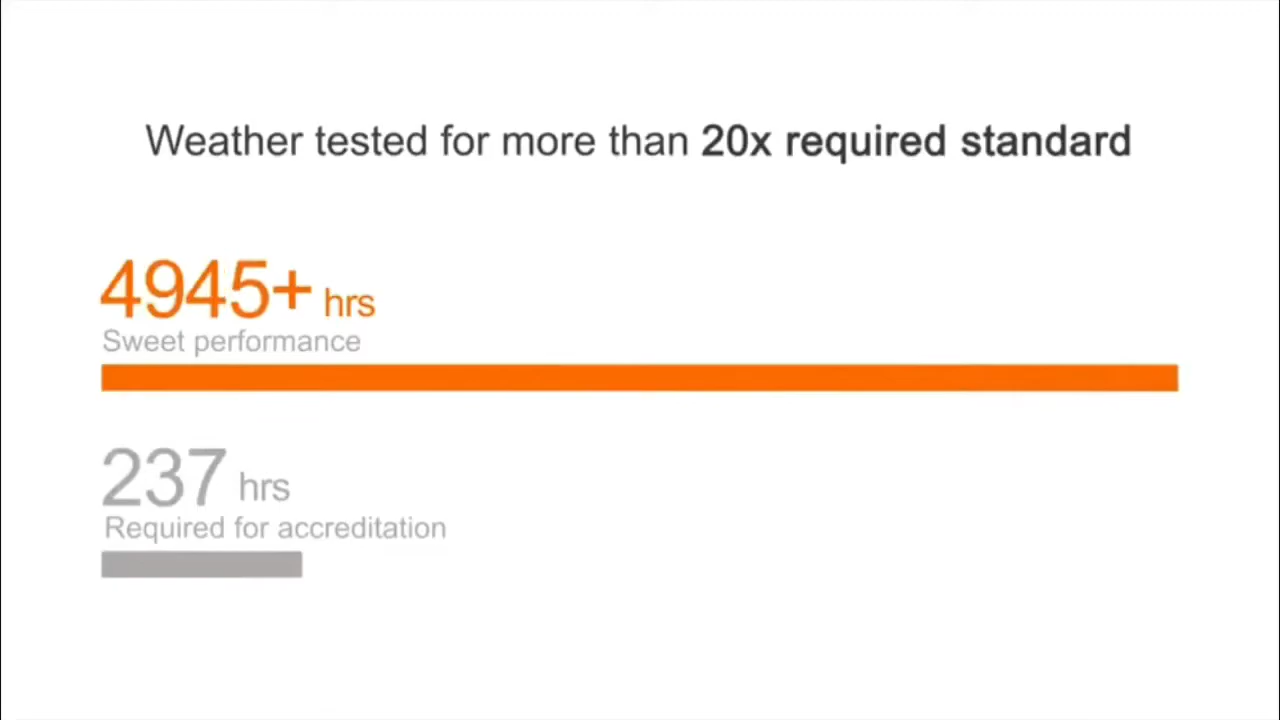 Weather tested for more than 20x required standard
4945+ hrs
Sweet performance
237 hrs
Required for accreditation